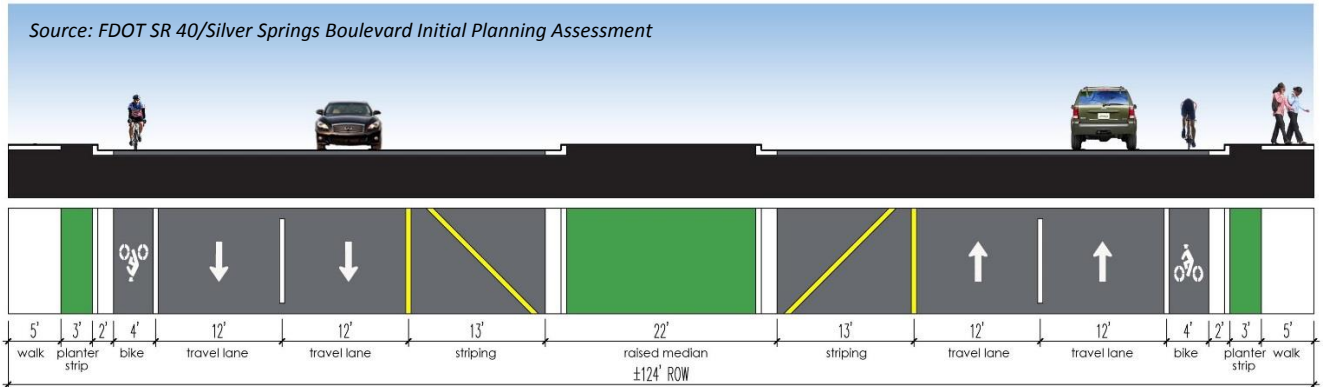 Source: FDOT SR 40/Silver Springs Boulevard Initial Planning Assessment
5' 3' 2' 4' 12' 12' 13' 22' 13' 12' 12' 4' 2' 3' 5'
walk planter strip bike travel lane travel lane striping raised median striping travel lane travel lane bike planter strip walk
±124' ROW